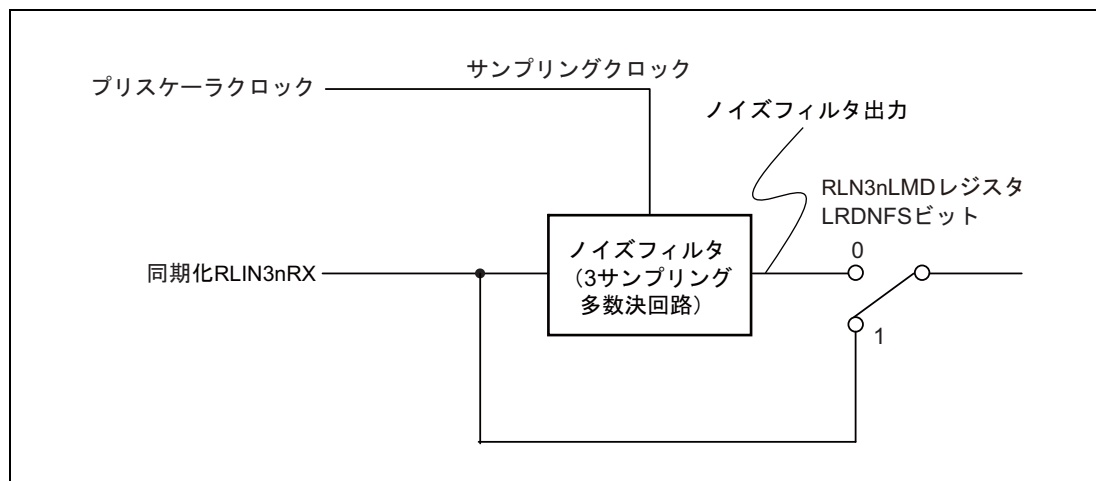 サンプリングクロック
プリスケーラクロック
ノイズフィルタ出力
RLN3nLMDレジスタ
LRDNFSビット
0
同期化RLIN3nRX
ノイズフィルタ
（3サンプリング
多数決回路）
1